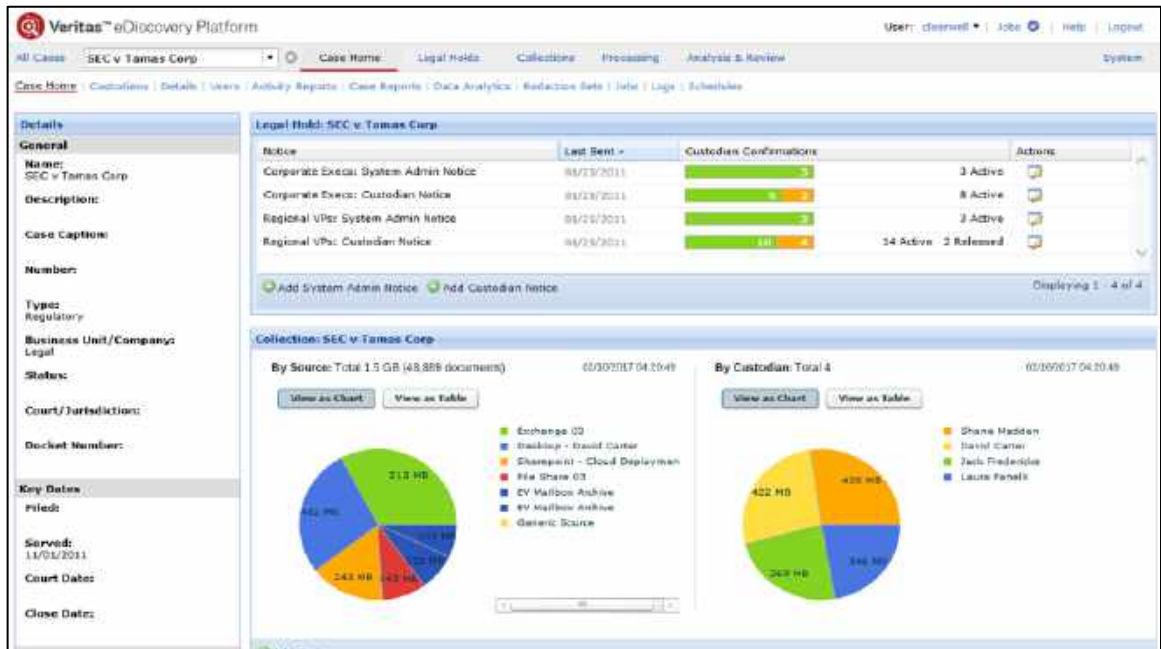 Veritas™ eDiscovery Platform
User: clearwell | Jobs | Help | Logout
All Cases SEC v Tamas Corp Case Home Legal Holds Collections Processing Analysis & Review System
Case Home | Custodians | Details | Users | Activity Reports | Case Reports | Data Analytics | Redaction Sets | Jobs | Logs | Schedules
Details
General
Name:
SEC v Tamas Corp
Description:
Case Caption:
Number:
Type:
Regulatory
Business Unit/Company:
Legal
Status:
Court/Jurisdiction:
Docket Number:
Key Dates
Filed:
Served:
11/01/2011
Court Date:
Close Date:
Legal Hold: SEC v Tamas Corp
Notice Last Sent Custodian Confirmations Actions
Corporate Execs: System Admin Notice 3 3 Active
Corporate Execs: Custodian Notice 8 Active
Regional VPs: System Admin Notice 3 Active
Regional VPs: Custodian Notice 10 4 14 Active 2 Released
Add System Admin Notice Add Custodian Notice Displaying 1 - 4 of 4
Collection: SEC v Tamas Corp
By Source: Total 1.5 GB (48,889 documents)
View as Chart View as Table
Exchange 03
Desktop - David Carter
Sharepoint - Cloud Deploymen
File Share 03
EV Mailbox Archive
EV Mailbox Archive
Generic Source
243 MB
By Custodian: Total 4
View as Chart View as Table
Shane Madden
David Carter
Jack Fredericks
Laura Fanelli
422 MB